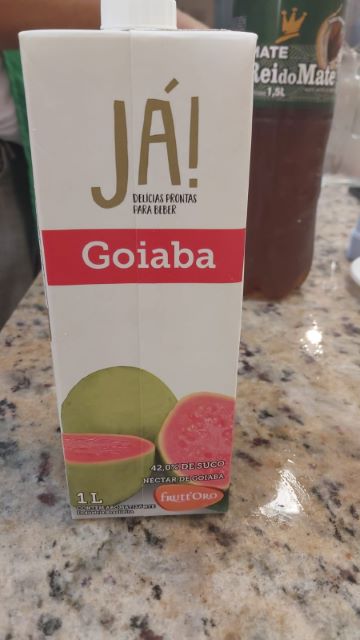 JÁ!
DELÍCIAS PRONTAS
PARA BEBER
Goiaba
42,0% DE SUCO
NÉCTAR DE GOIABA
1 L
FRUTT'ORO
MATE
Rei do Mate
1,5L